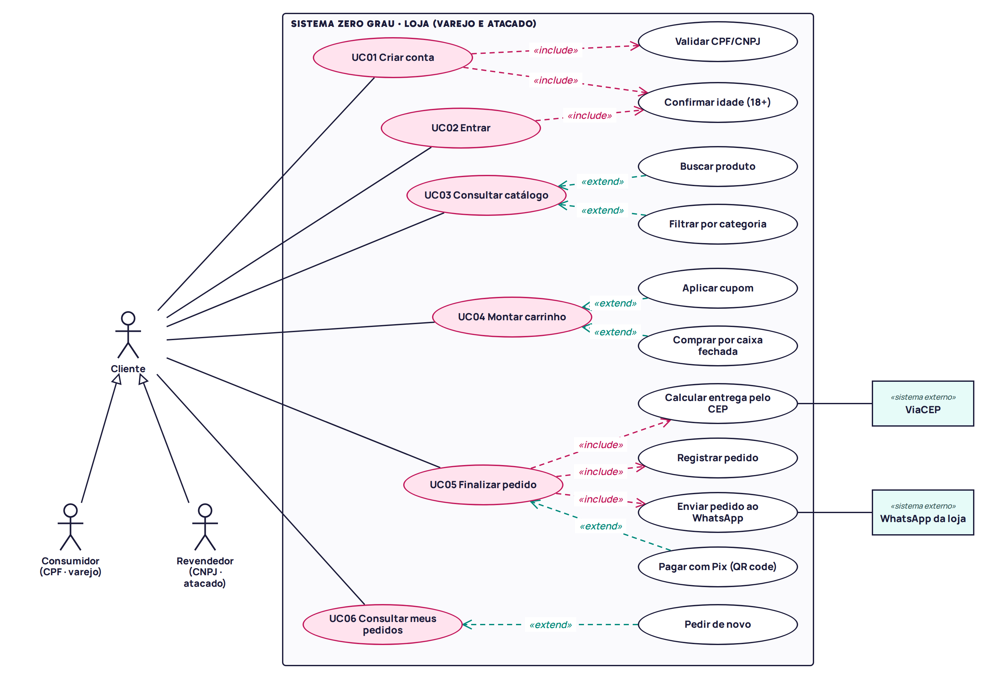 SISTEMA ZERO GRAU · LOJA (VAREJO E ATACADO)
UC01 Criar conta
«include»
Validar CPF/CNPJ
«include»
Confirmar idade (18+)
UC02 Entrar
«include»
Buscar produto
UC03 Consultar catálogo
«extend»
«extend»
Filtrar por categoria
Aplicar cupom
UC04 Montar carrinho
«extend»
«extend»
Comprar por caixa
fechada
Cliente
Calcular entrega pelo
CEP
«sistema externo»
ViaCEP
«include»
Registrar pedido
UC05 Finalizar pedido
«include»
«include»
Enviar pedido ao
WhatsApp
«sistema externo»
WhatsApp da loja
«extend»
Pagar com Pix (QR code)
Consumidor
(CPF · varejo)
Revendedor
(CNPJ ·
atacado)
UC06 Consultar meus
pedidos
«extend»
Pedir de novo